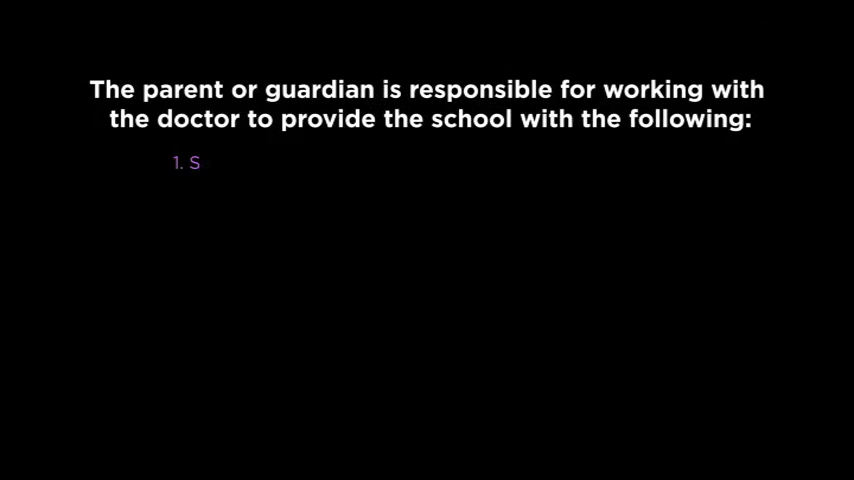 The parent or guardian is responsible for working with
the doctor to provide the school with the following:
1. S